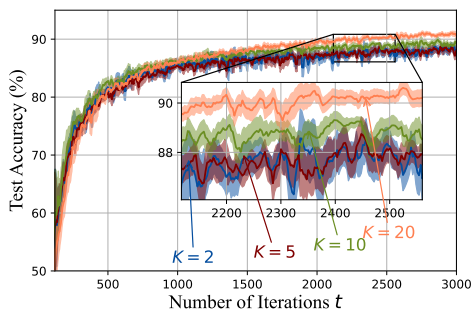 Test Accuracy (%)
90
80
70
60
50
90
88
2200 2300 2400 2500
K = 2
K = 5
K = 10
K = 20
500 1000 1500 2000 2500 3000
Number of Iterations t